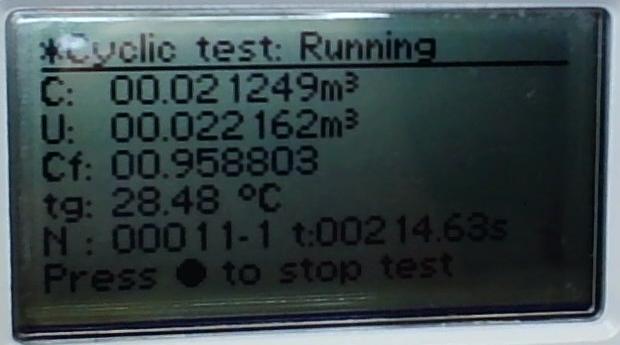 *Cyclic test: Running
C: 00.021249m³
U: 00.022162m³
Cf: 00.958803
tg: 28.48 °C
N : 00011-1 t:00214.63s
Press ● to stop test